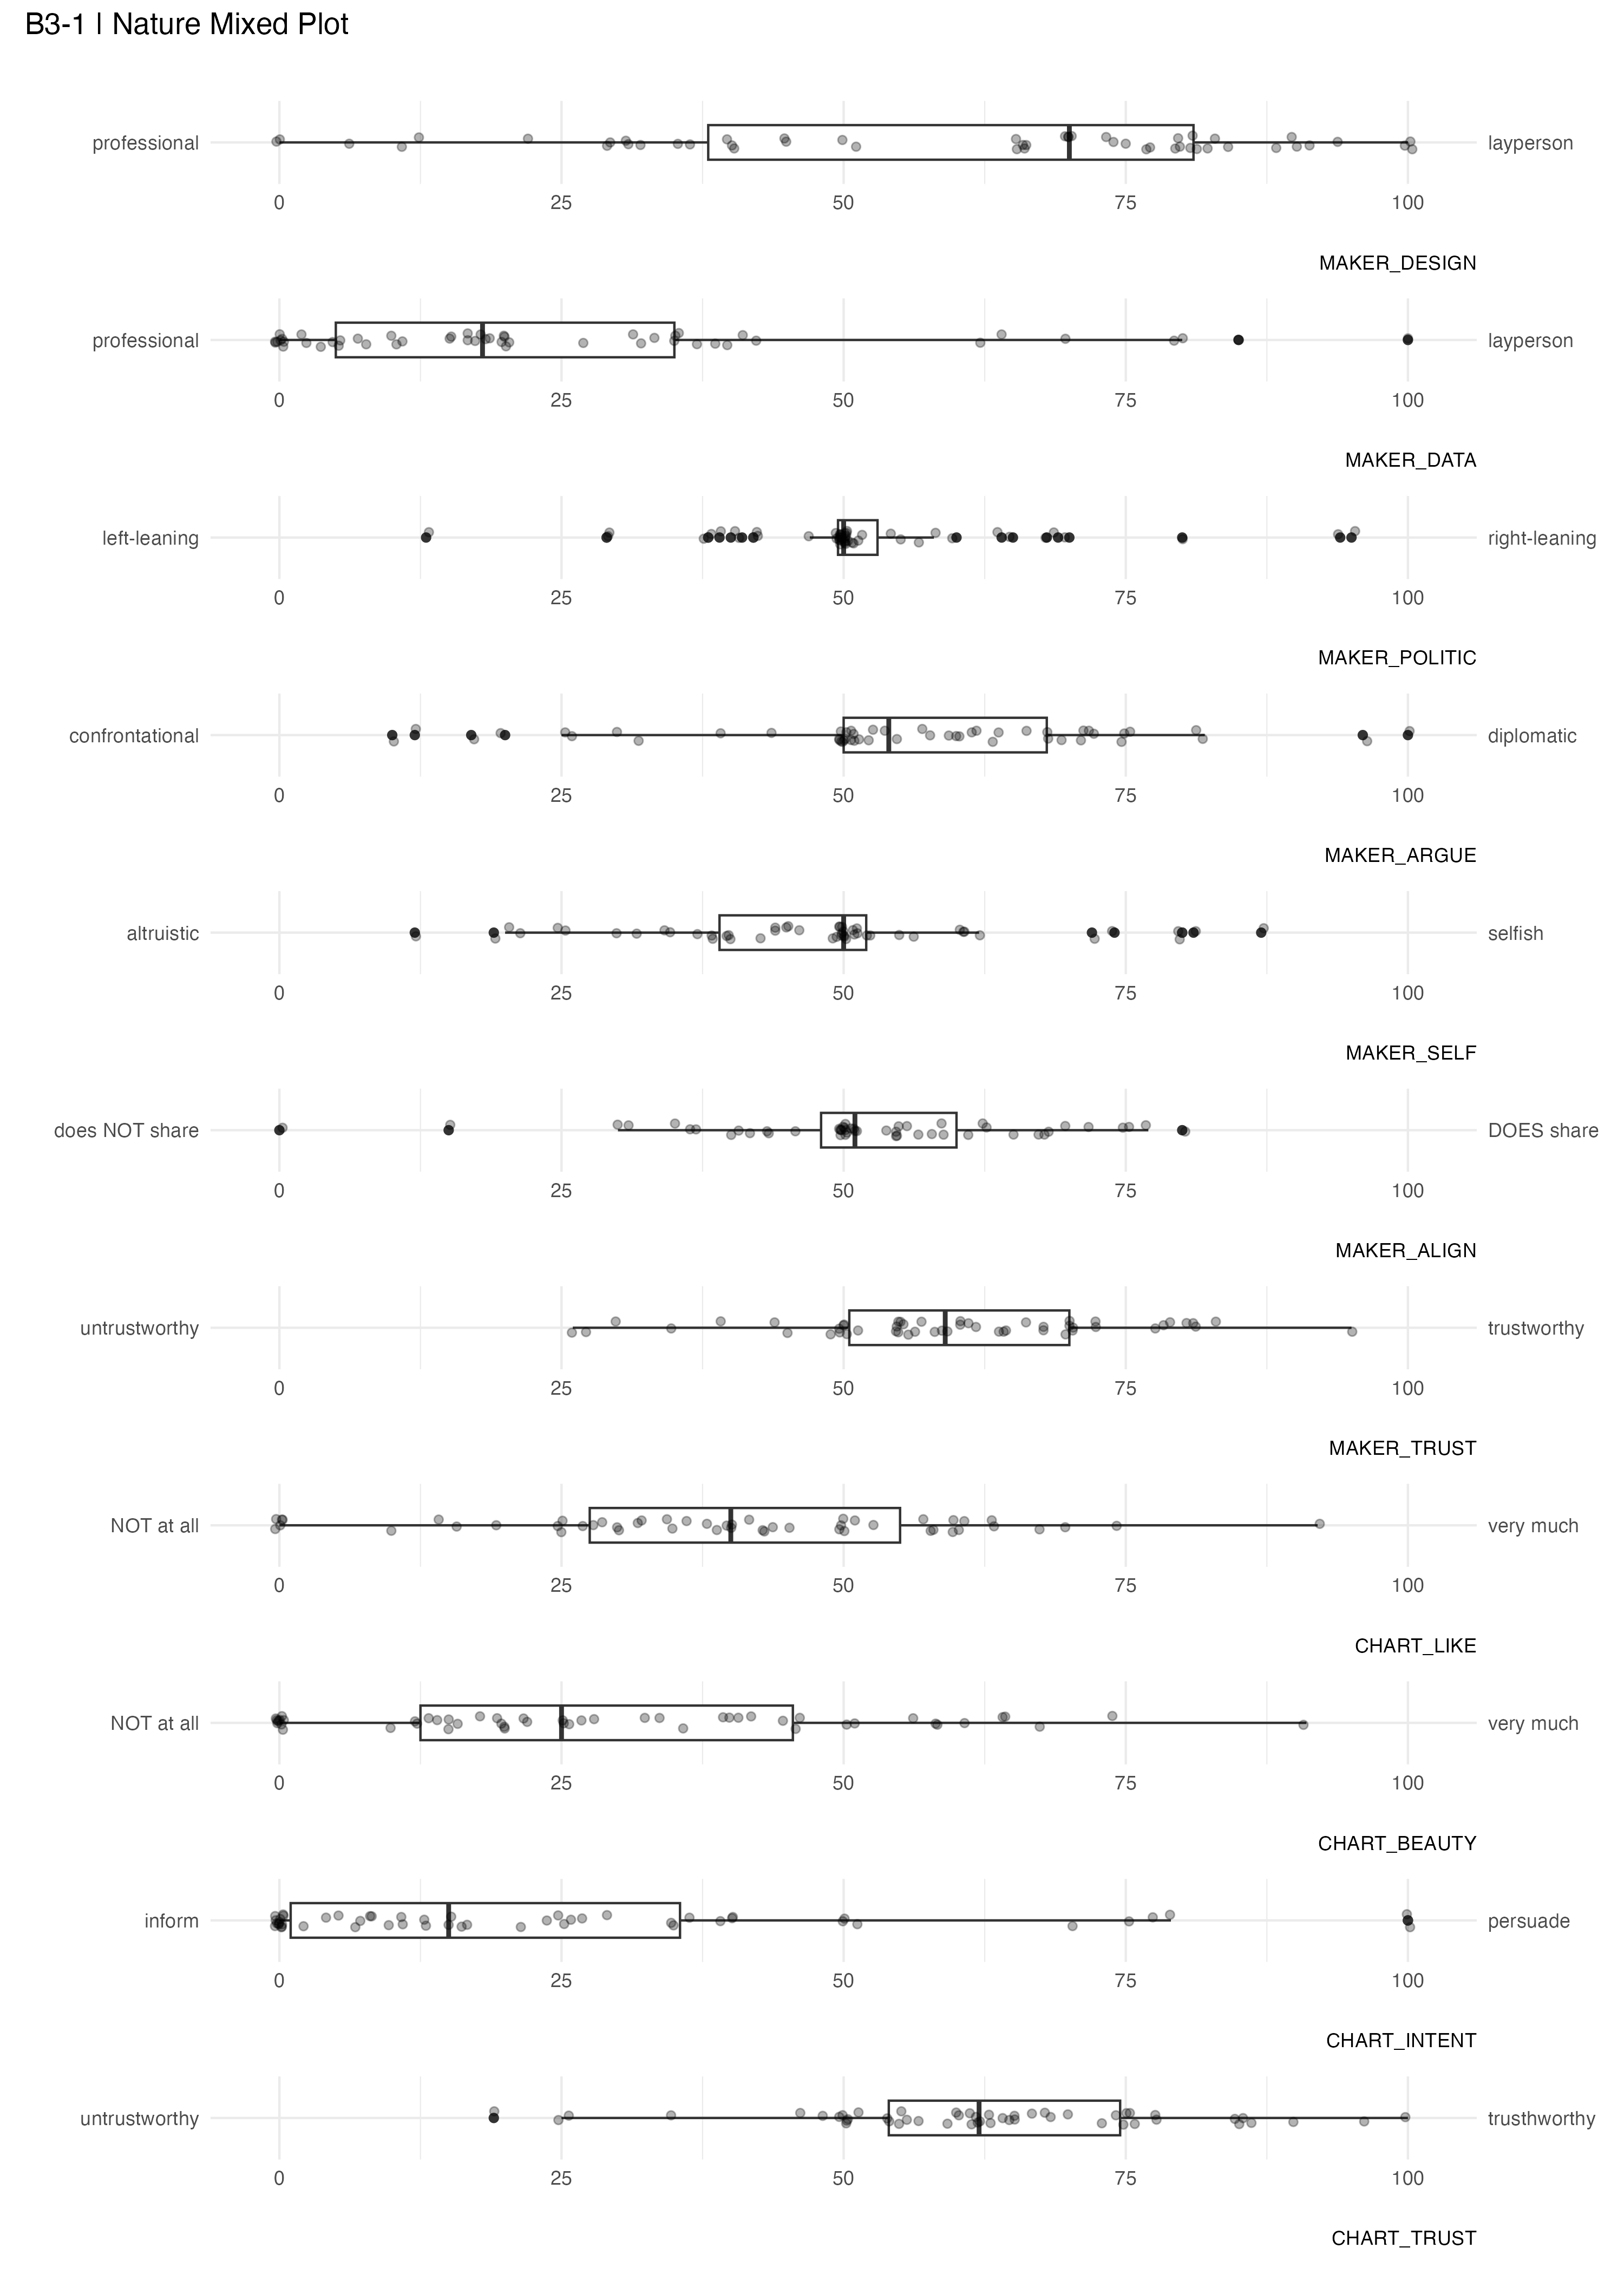 B3-1 | Nature Mixed Plot
professional layperson
0 25 50 75 100
MAKER_DESIGN
professional layperson
0 25 50 75 100
MAKER_DATA
left-leaning right-leaning
0 25 50 75 100
MAKER_POLITIC
confrontational diplomatic
0 25 50 75 100
MAKER_ARGUE
altruistic selfish
0 25 50 75 100
MAKER_SELF
does NOT share DOES share
0 25 50 75 100
MAKER_ALIGN
untrustworthy trustworthy
0 25 50 75 100
MAKER_TRUST
NOT at all very much
0 25 50 75 100
CHART_LIKE
NOT at all very much
0 25 50 75 100
CHART_BEAUTY
inform persuade
0 25 50 75 100
CHART_INTENT
untrustworthy trusthworthy
0 25 50 75 100
CHART_TRUST